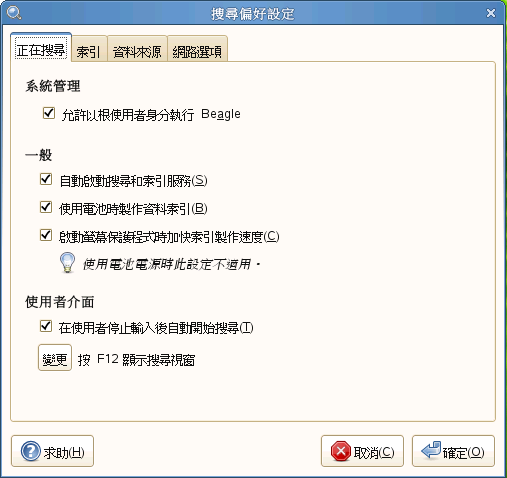 搜尋偏好設定
正在搜尋 索引 資料來源 網路選項
系統管理
允許以根使用者身分執行 Beagle
一般
自動啟動搜尋和索引服務(S)
使用電池時製作資料索引(B)
啟動螢幕保護程式時加快索引製作速度(C)
使用電池電源時此設定不適用。
使用者介面
在使用者停止輸入後自動開始搜尋(T)
變更 按 F12 顯示搜尋視窗
求助(H) 取消(C) 確定(O)